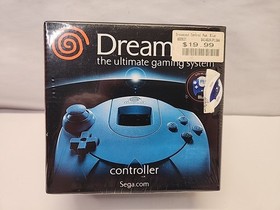 Dream
the ultimate gaming system
$19.99
controller
Sega.com